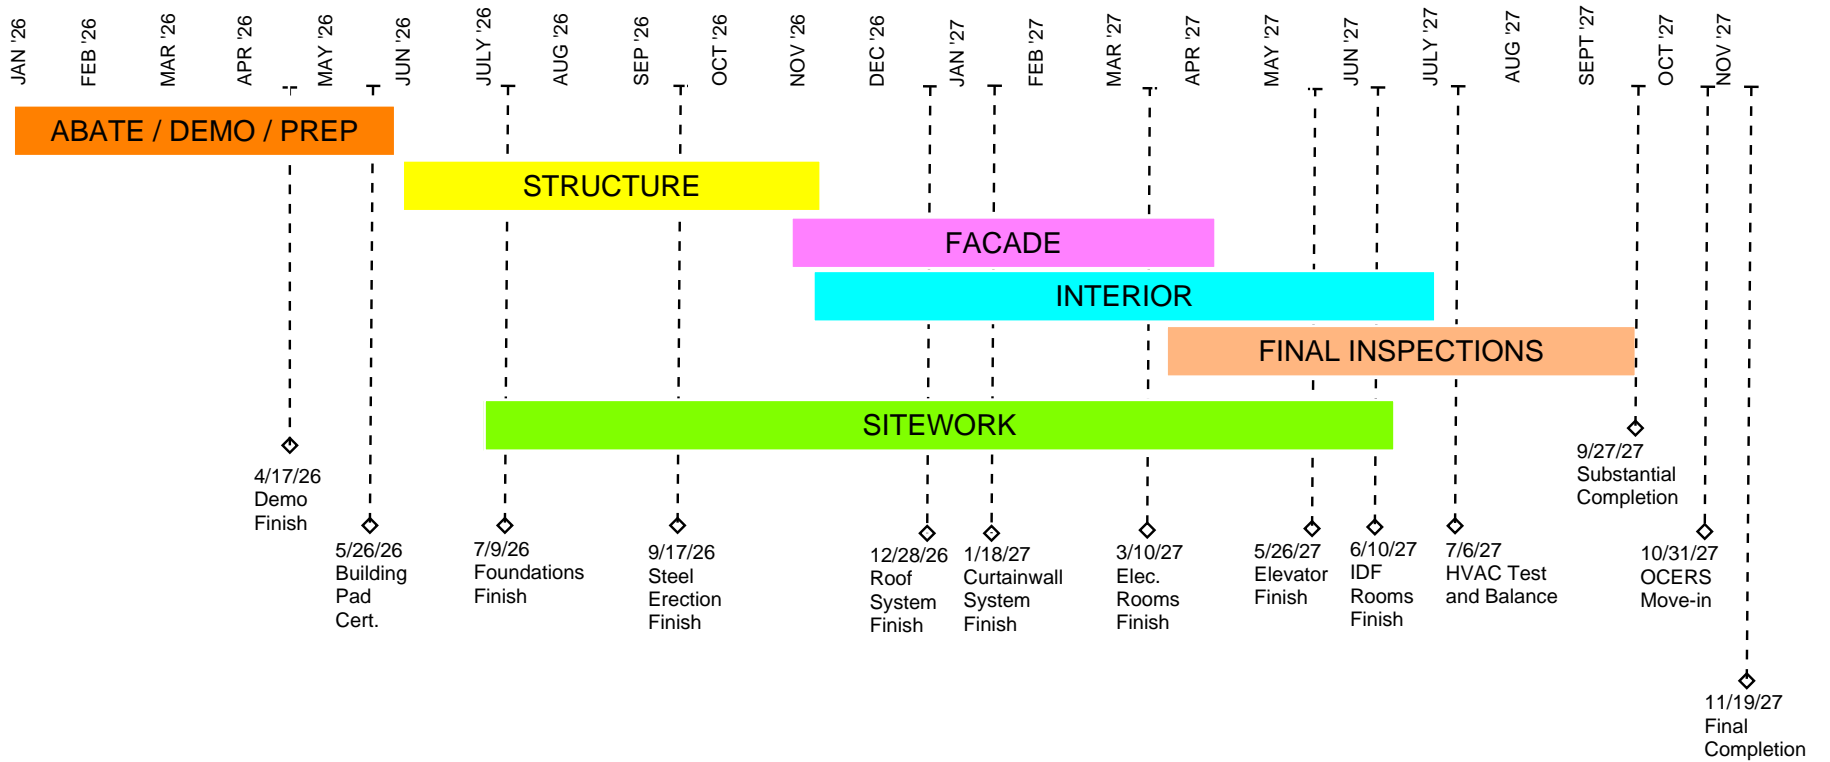 JAN '26
FEB '26
MAR '26
APR '26
MAY '26
JUN '26
JULY '26
AUG '26
SEP '26
OCT '26
NOV '26
DEC '26
JAN '27
FEB '27
MAR '27
APR '27
MAY '27
JUN '27
JULY '27
AUG '27
SEPT '27
OCT '27
NOV '27
ABATE / DEMO / PREP
STRUCTURE
FACADE
INTERIOR
FINAL INSPECTIONS
SITEWORK
4/17/26
Demo
Finish
5/26/26
Building
Pad
Cert.
7/9/26
Foundations
Finish
9/17/26
Steel
Erection
Finish
12/28/26
Roof
System
Finish
1/18/27
Curtainwall
System
Finish
3/10/27
Elec.
Rooms
Finish
5/26/27
Elevator
Finish
6/10/27
IDF
Rooms
Finish
7/6/27
HVAC Test
and Balance
9/27/27
Substantial
Completion
10/31/27
OCERS
Move-in
11/19/27
Final
Completion